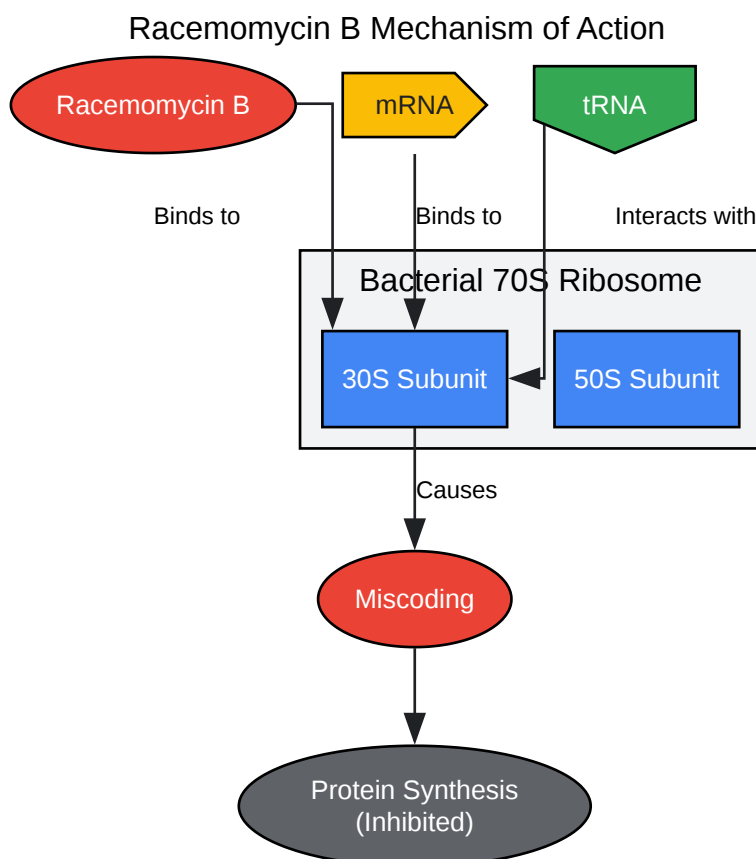 Racemomycin B Mechanism of Action
Racemomycin B
mRNA
tRNA
Binds to
Binds to
Interacts with
Bacterial 70S Ribosome
30S Subunit
50S Subunit
Causes
Miscoding
Protein Synthesis
(Inhibited)